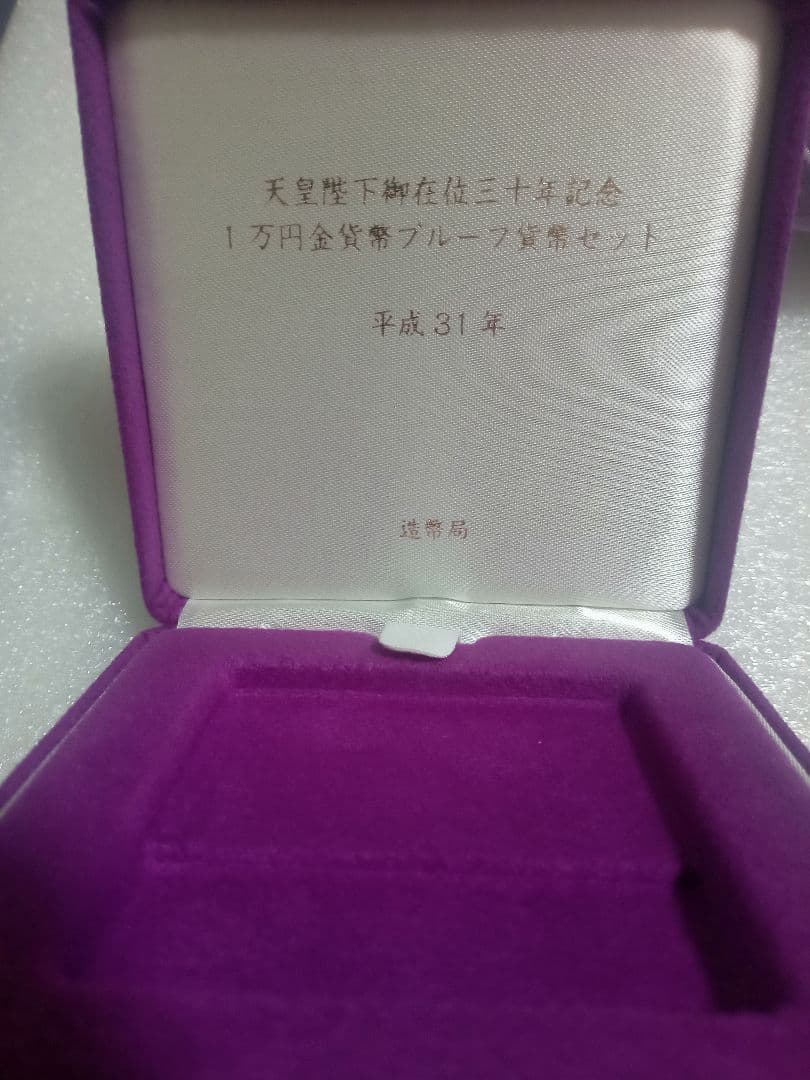 天皇陛下御在位三十年記念
1万円金貨幣プルーフ貨幣セット
平成31年
造幣局